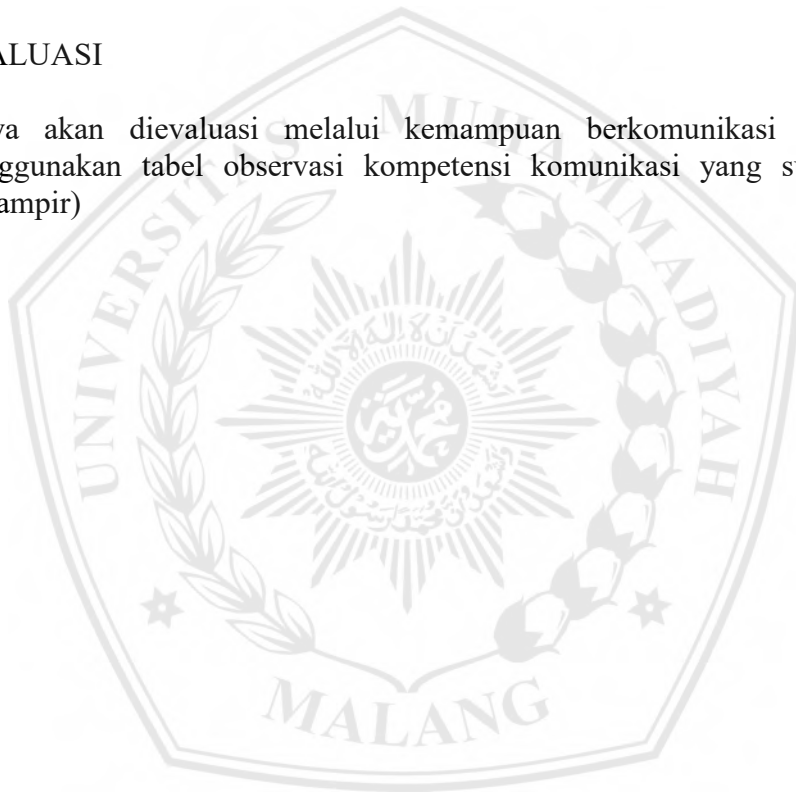 ALUASI
va akan dievaluasi melalui kemampuan berkomunikasi
ggunakan tabel observasi kompetensi komunikasi yang
ampir)
UNIVERSITAS MUHAMMADIYAH
MALANG